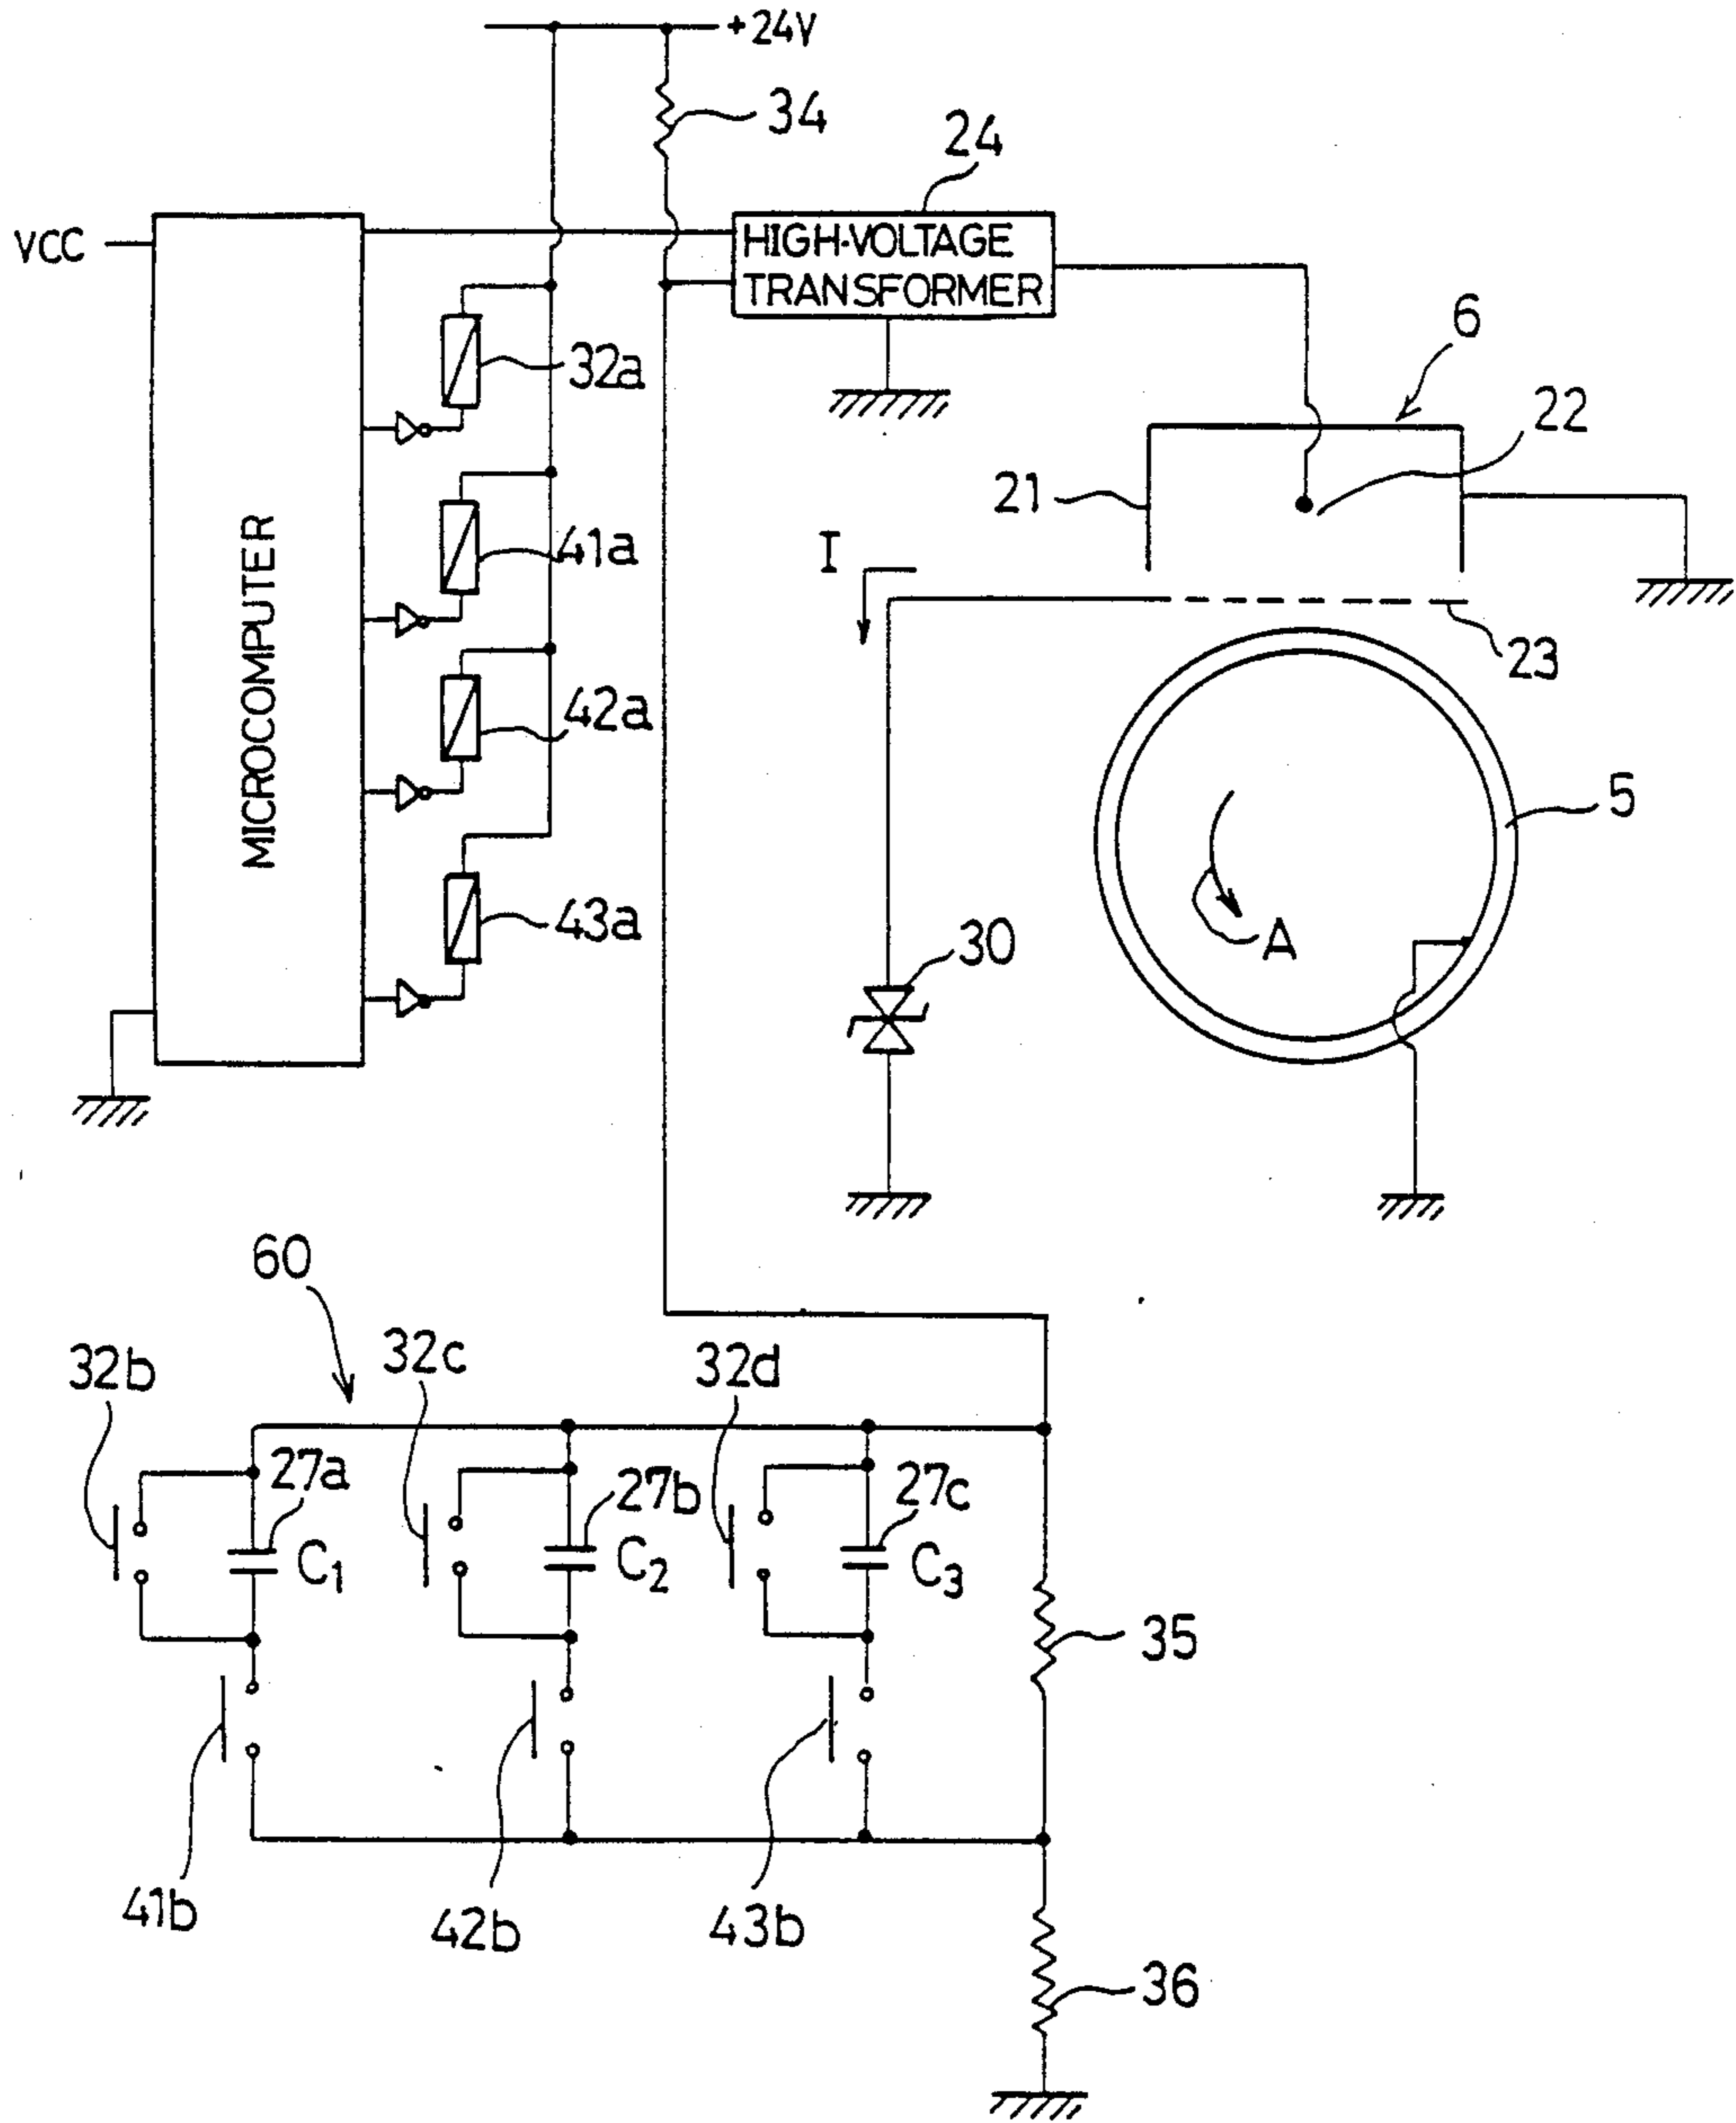 +24V
34
24
VCC
HIGH-VOLTAGE
TRANSFORMER
6
32a
22
21
41a
I
MICROCOMPUTER
23
42a
5
43a
30
A
60
32b
32c
32d
27a
27b
27c
C1
C2
C3
35
41b
42b
43b
36